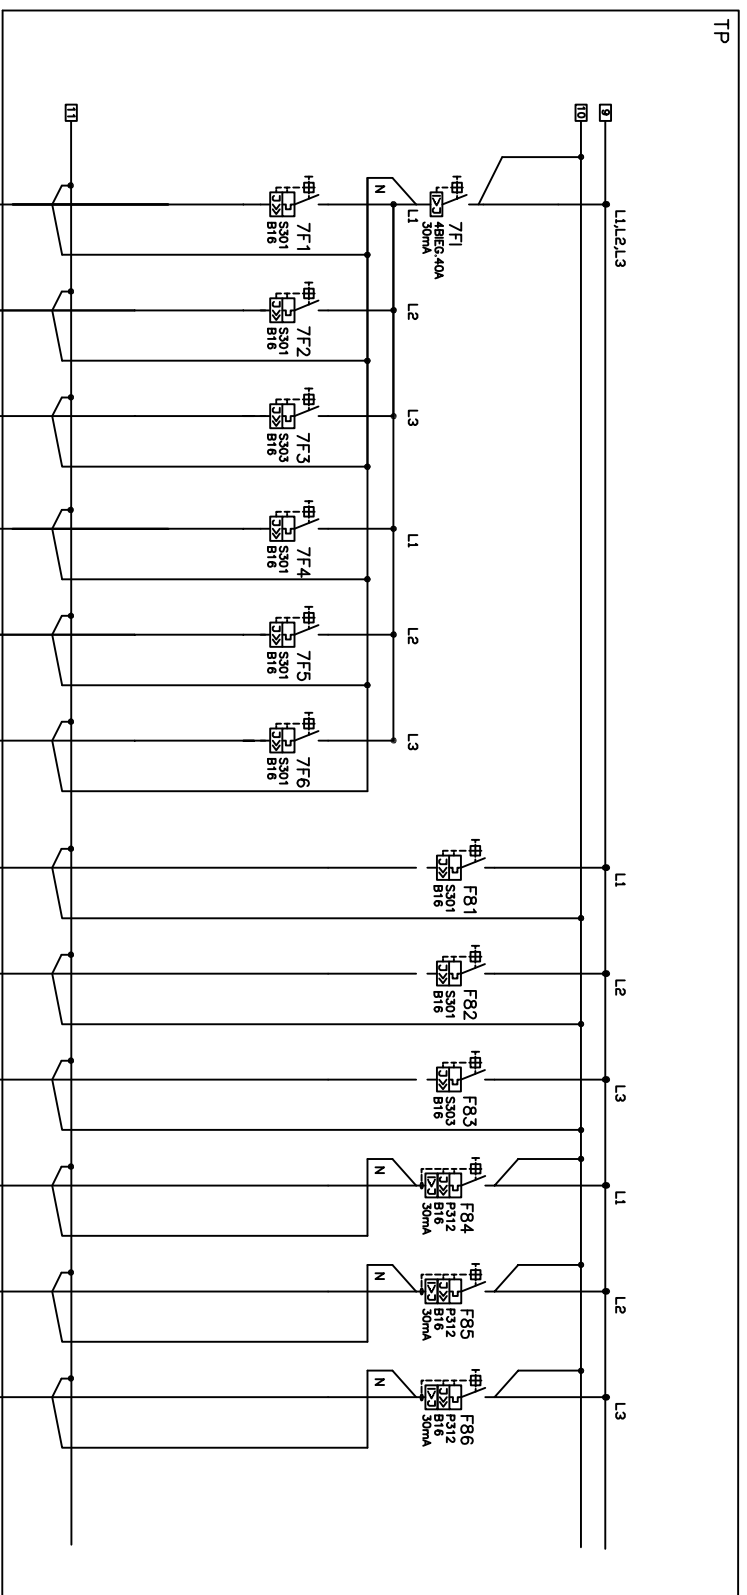 TP
9
10
11
L1,L2,L3
7FI
4BIEG.40A
30mA
N
L1
L2
L3
L1
L2
L3
7F1
S301
B16
7F2
S301
B16
7F3
S303
B16
7F4
S301
B16
7F5
S301
B16
7F6
S301
B16
L1
F81
S301
B16
L2
F82
S301
B16
L3
F83
S303
B16
L1
F84
P312
B16
30mA
N
L2
F85
P312
B16
30mA
N
L3
F86
P312
B16
30mA
N